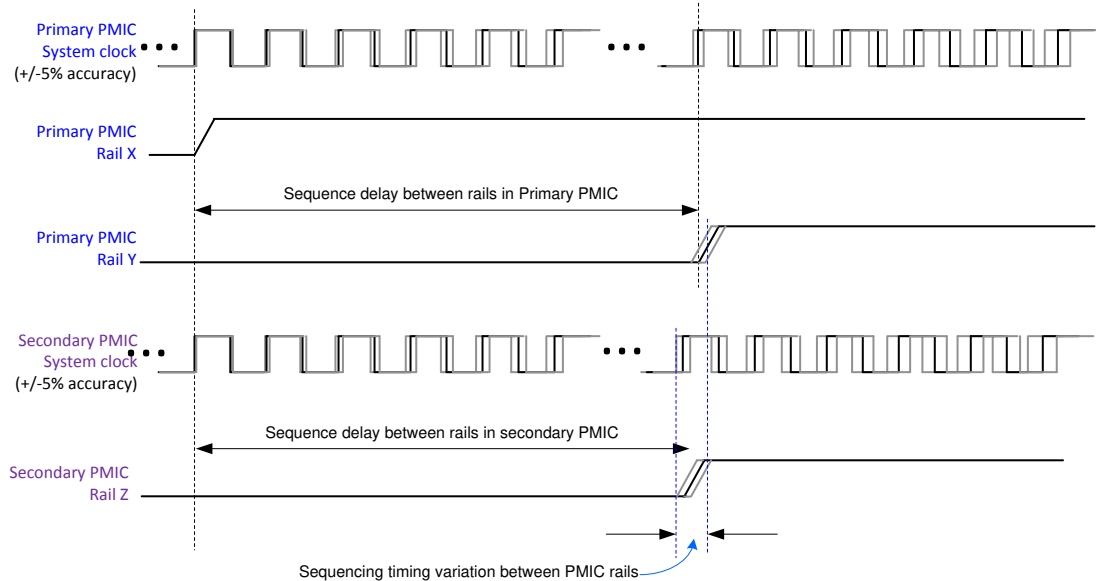 Primary PMIC
System clock
(+/-5% accuracy)
Primary PMIC
Rail X
Sequence delay between rails in Primary PMIC
Primary PMIC
Rail Y
Secondary PMIC
System clock
(+/-5% accuracy)
Sequence delay between rails in secondary PMIC
Secondary PMIC
Rail Z
Sequencing timing variation between PMIC rails